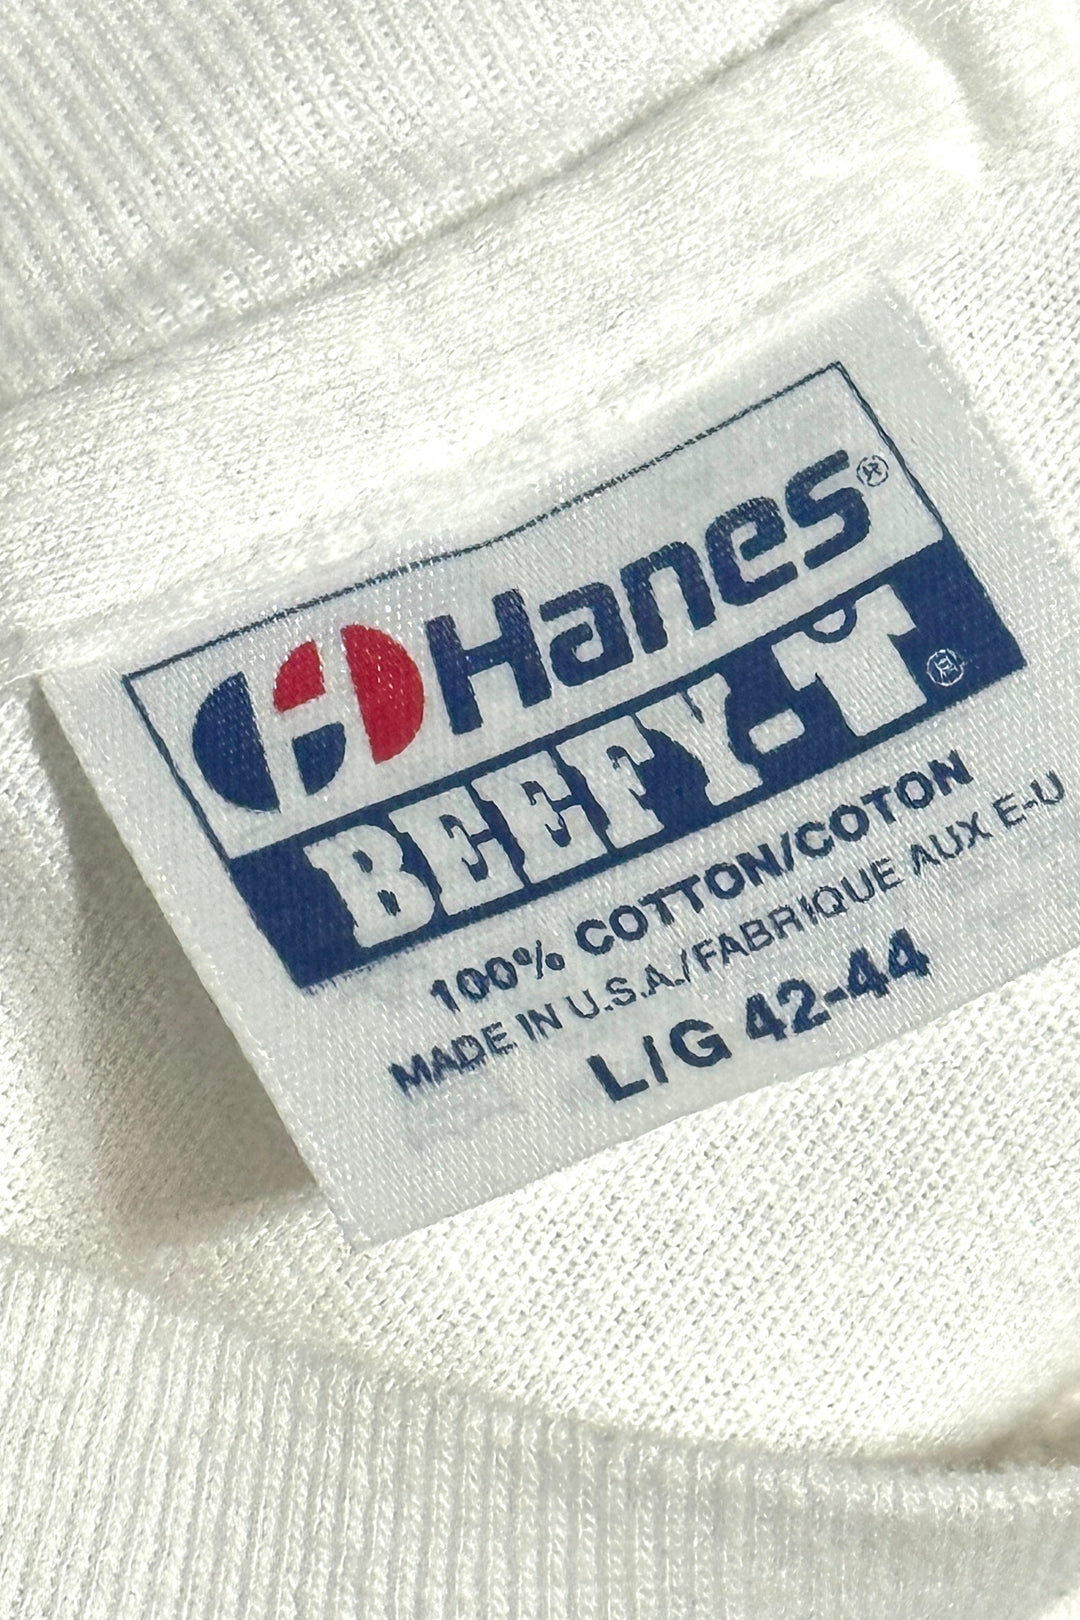 Hanes®
BEEFY-T®
100% COTTON/COTON
MADE IN U.S.A./FABRIQUE AUX E-U
L/G 42-44